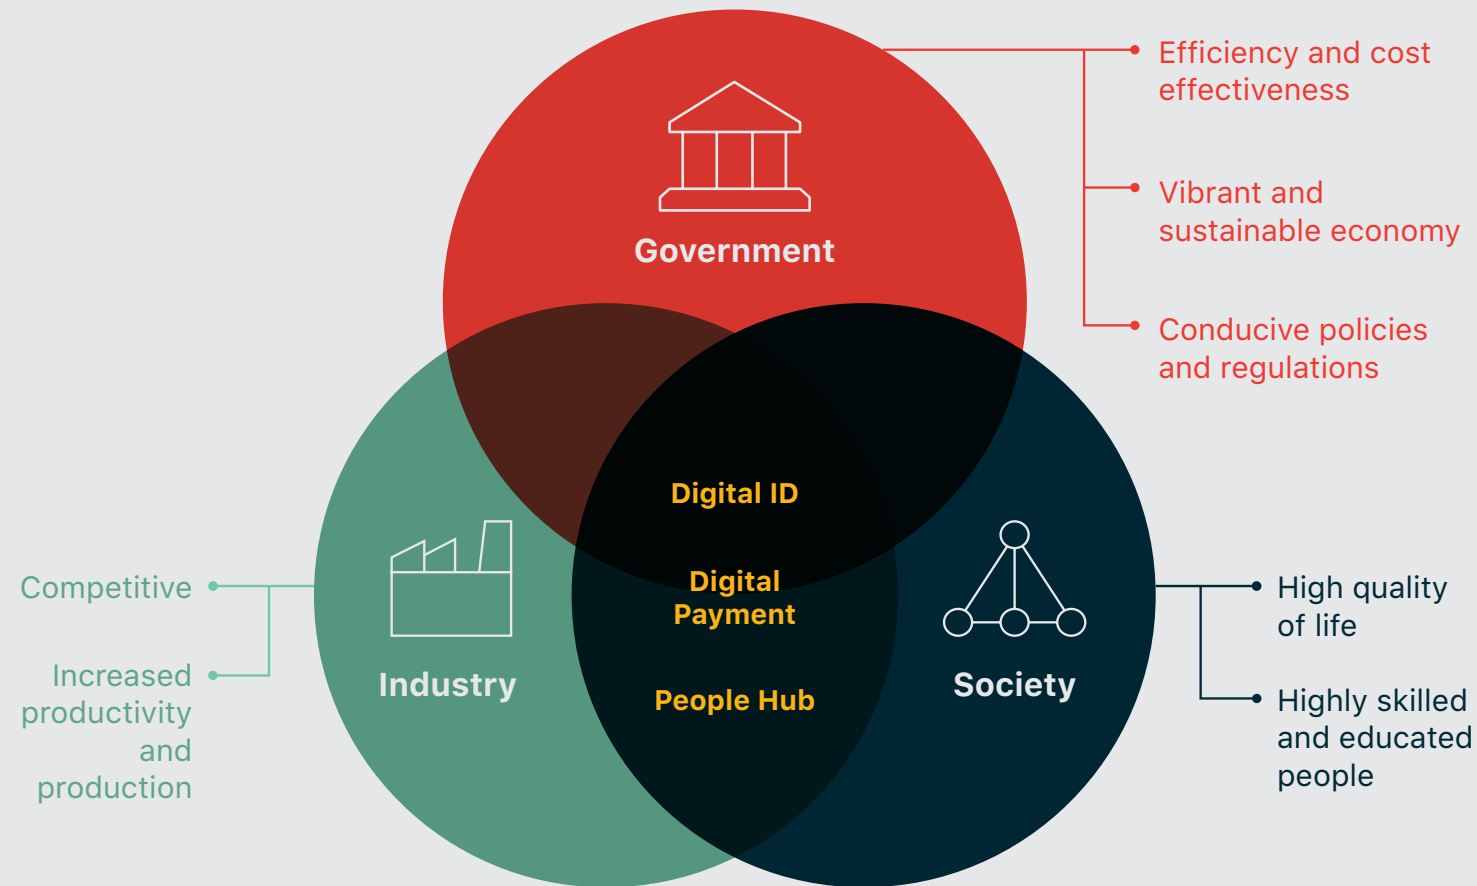 Efficiency and cost
effectiveness
Vibrant and
sustainable economy
Government
Conducive policies
and regulations
Digital ID
Digital
Payment
People Hub
Industry
Society
Competitive
Increased
productivity
and
production
High quality
of life
Highly skilled
and educated
people